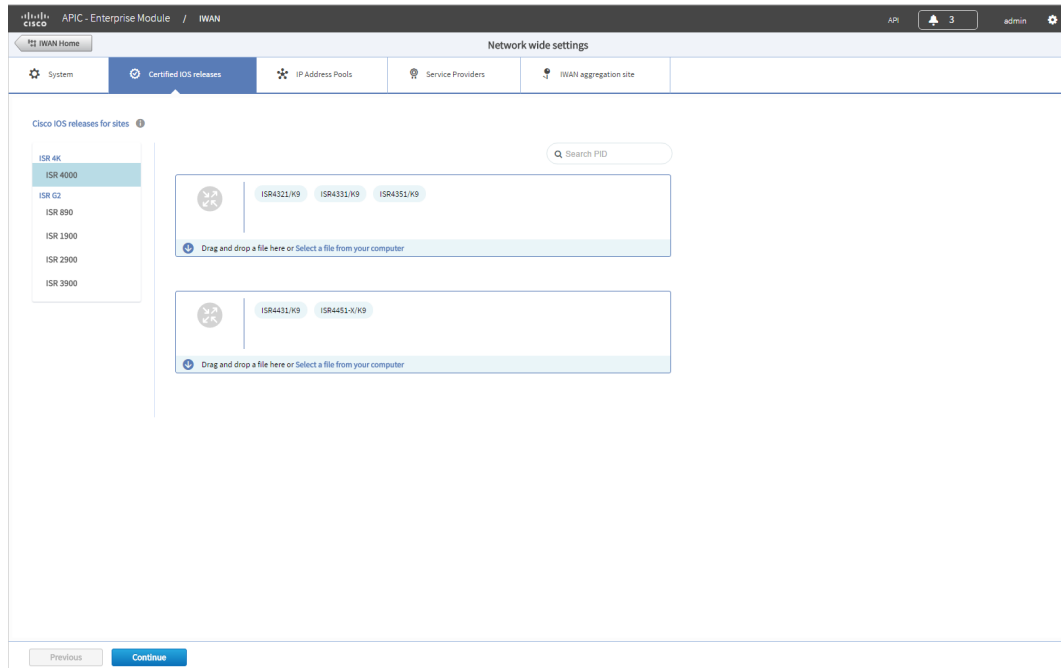 cisco APIC - Enterprise Module / IWAN API 3 admin
IWAN Home Network wide settings
System Certified IOS releases IP Address Pools Service Providers IWAN aggregation site
Cisco IOS releases for sites
Search PID
ISR 4K
ISR 4000
ISR G2
ISR 890
ISR 1900
ISR 2900
ISR 3900
ISR4321/K9 ISR4331/K9 ISR4351/K9
Drag and drop a file here or Select a file from your computer
ISR4431/K9 ISR4451-X/K9
Drag and drop a file here or Select a file from your computer
Previous Continue